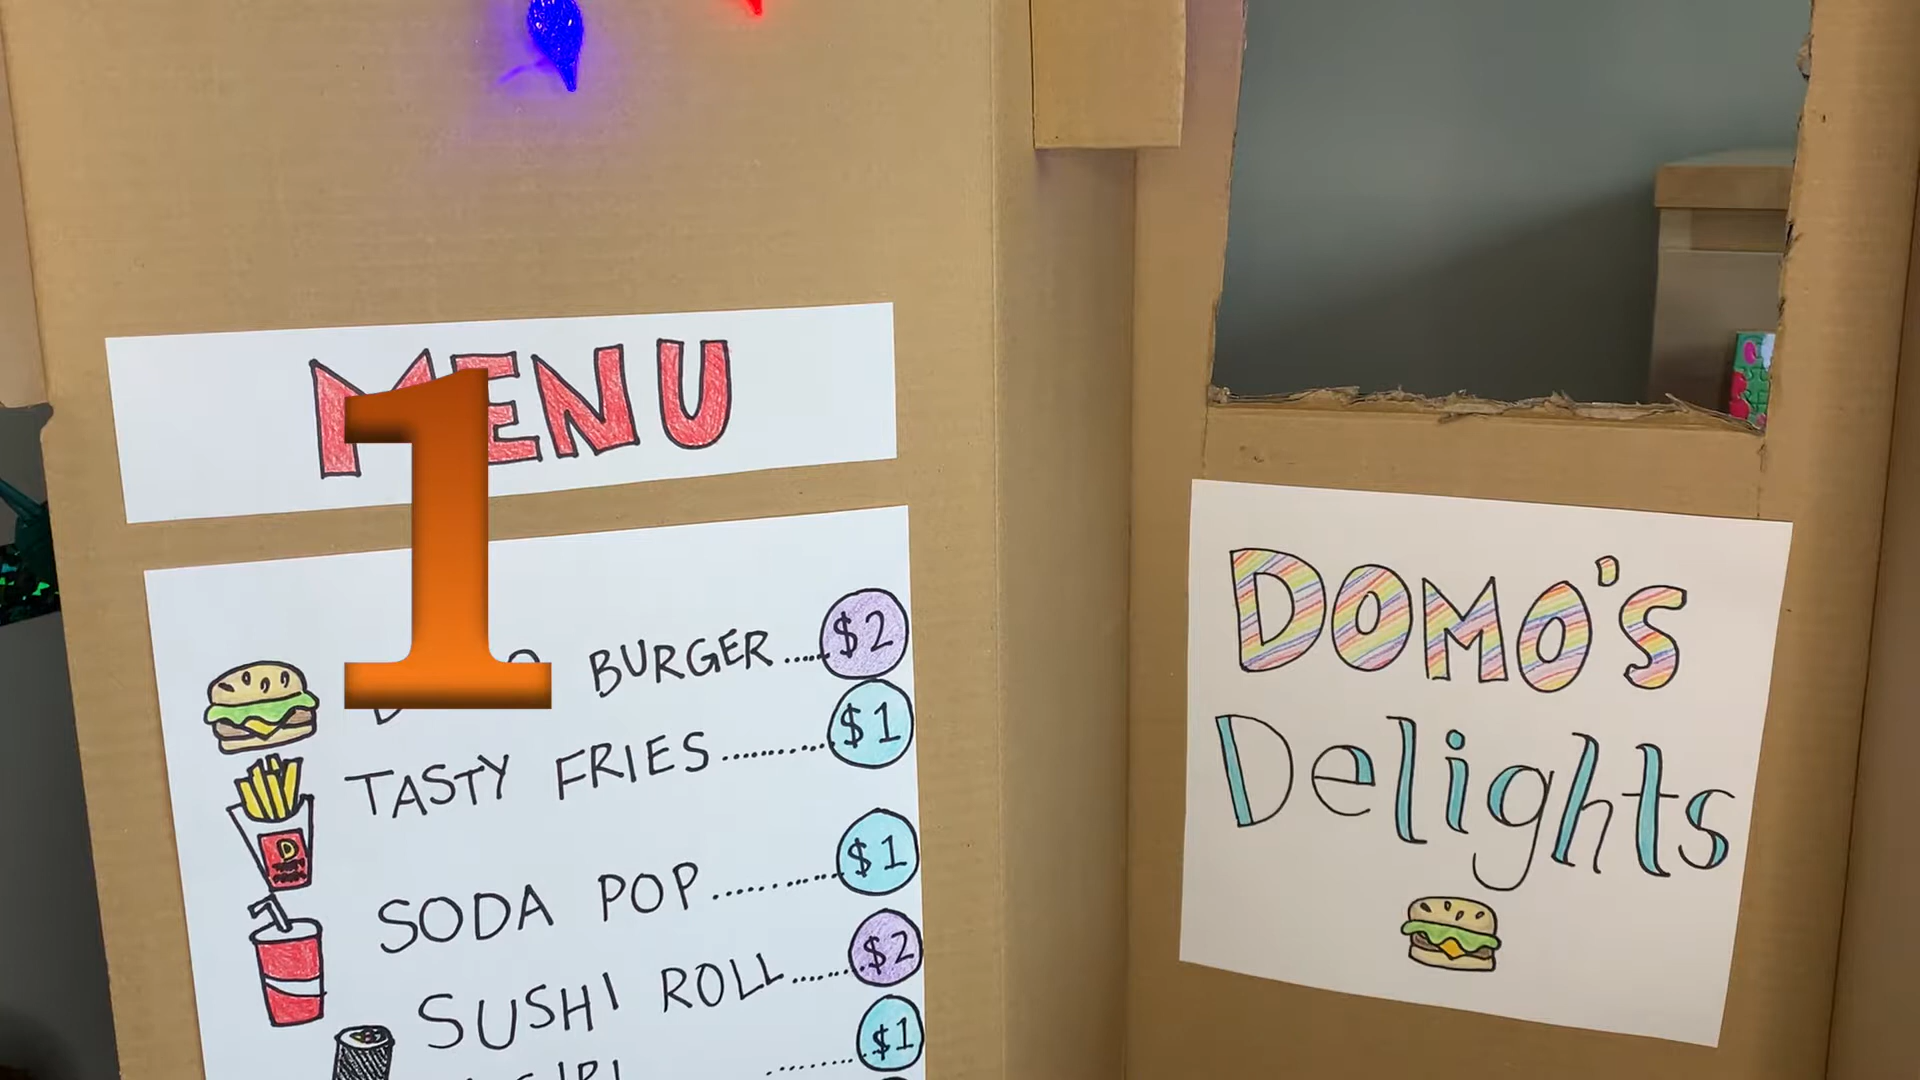 MENU
1
BURGER.....$2
TASTY FRIES..........$1
SODA POP..........$1
SUSHI ROLL......$2
$1
DOMO'S
Delights
D